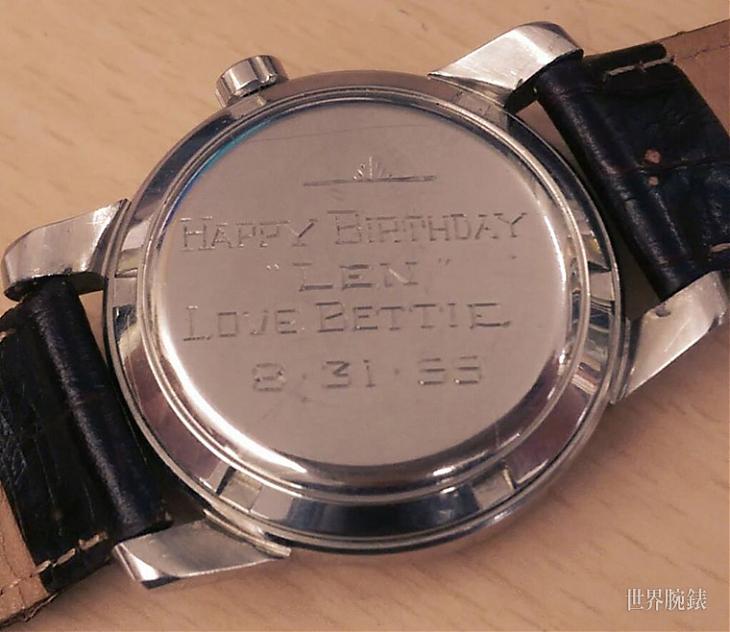 HAPPY BIRTHDAY
"LEN"
LOVE BETTIE
8·31·55
世界腕錶